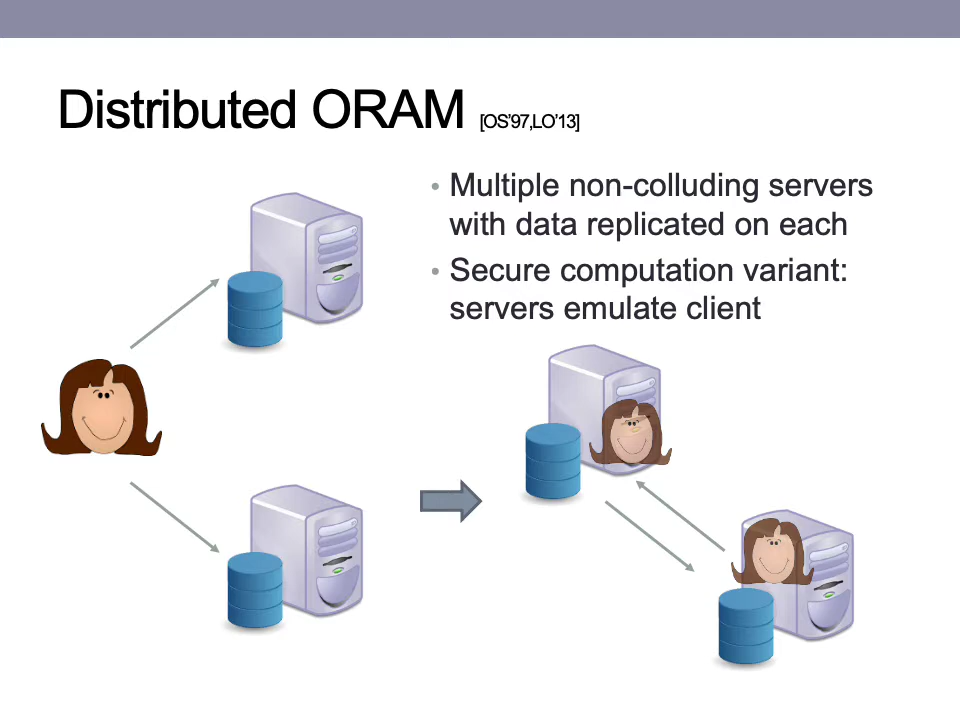 Distributed ORAM [OS'97,LO'13]
• Multiple non-colluding servers
with data replicated on each
• Secure computation variant:
servers emulate client